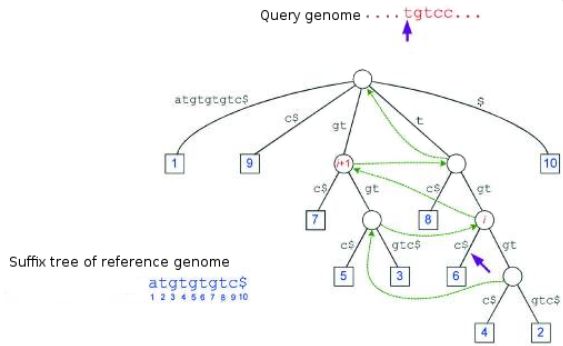 Query genome ....tgtcc...
atgtgtgtc$
c$
gt
t
$
1
9
i+1
10
c$
gt
c$
gt
7
8
i
c$
gtc$
c$
gt
5
3
6
c$
gtc$
4
2
Suffix tree of reference genome
atgtgtgtc$
1 2 3 4 5 6 7 8 9 10